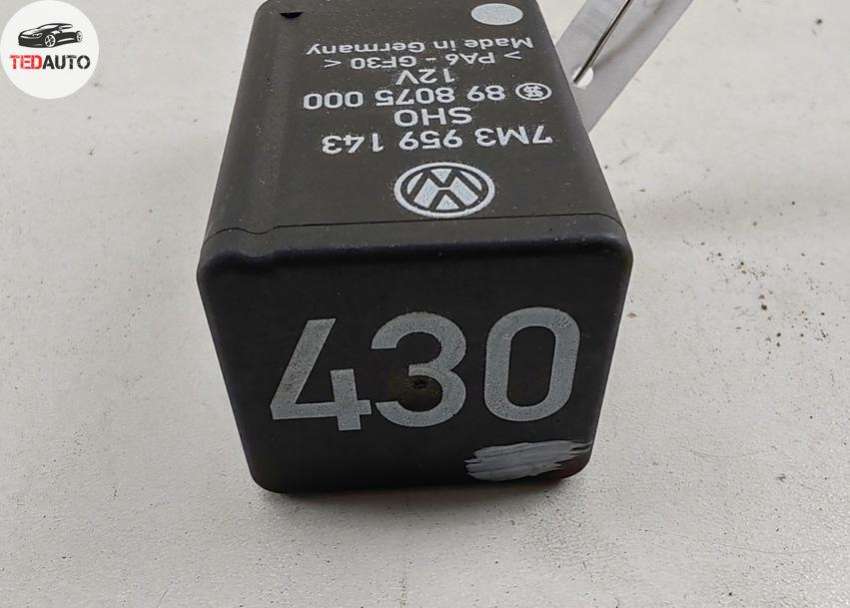 TEDAUTO
7M3 959 143
SHO
89 8075 000
12V
> PA6 - GF30 <
Made in Germany
430